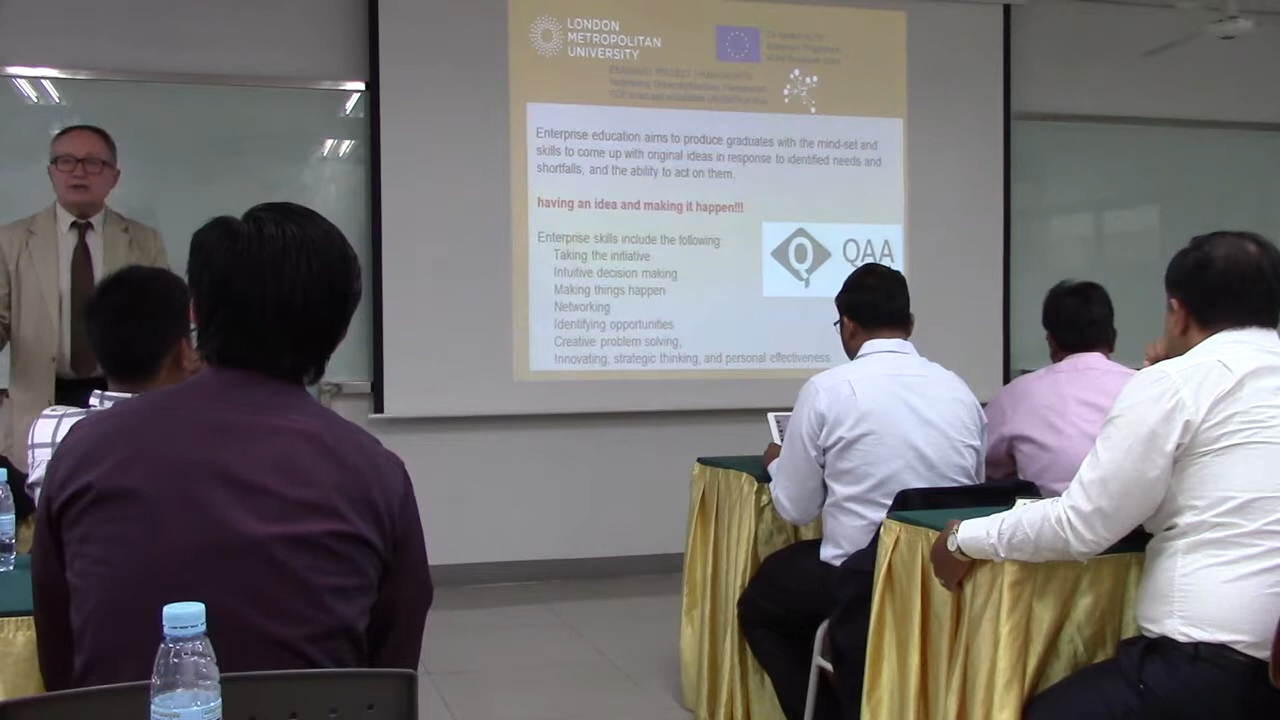 LONDON
METROPOLITAN
UNIVERSITY
Enterprise education aims to produce graduates with the mind-set and
skills to come up with original ideas in response to identified needs and
shortfalls, and the ability to act on them.
having an idea and making it happen!!!
Enterprise skills include the following:
Taking the initiative
Intuitive decision making
Making things happen
Networking
Identifying opportunities
Creative problem solving,
Innovating, strategic thinking, and personal effectiveness.
Q QAA